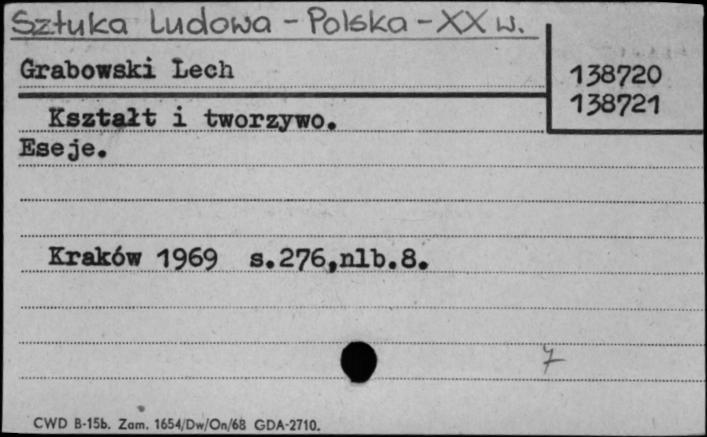 Sztuka Ludowa - Polska - XX w.
Grabowski Lech
138720
138721
Kształt i tworzywo.
Eseje.
Kraków 1969 s.276,nlb.8.
7
CWD B-15b. Zam. 1654/Dw/On/68 GDA-2710.